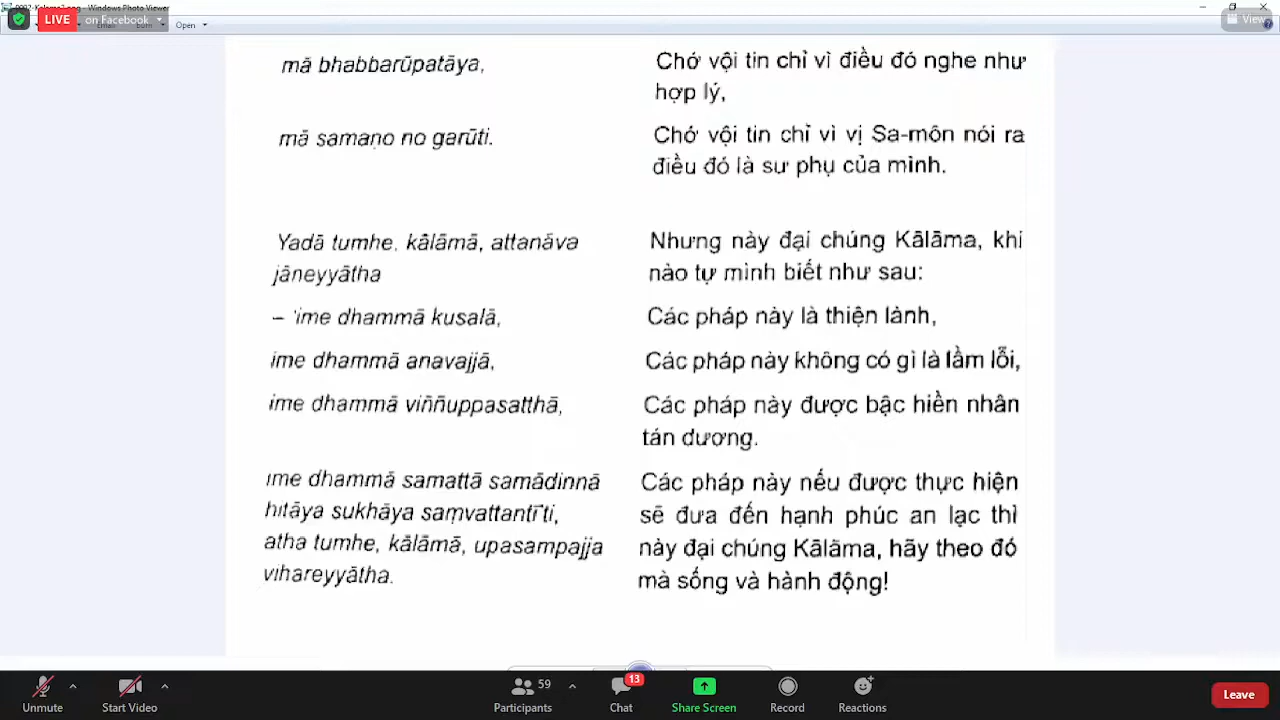 Windows Photo Viewer
LIVE on Facebook
Open
View
mā bhabbarūpatāya,
Chớ vội tin chỉ vì điều đó nghe như
hợp lý,
mā samaṇo no garūti.
Chớ vội tin chỉ vì vị Sa-môn nói ra
điều đó là sư phụ của mình.
Yadā tumhe, kālāmā, attanāva
jāneyyātha
Nhưng này đại chúng Kālāma, khi
nào tự mình biết như sau:
– 'ime dhammā kusalā,
Các pháp này là thiện lành,
ime dhammā anavajjā,
Các pháp này không có gì là lầm lỗi,
ime dhammā viññuppasatthā,
Các pháp này được bậc hiền nhân
tán dương.
ime dhammā samattā samādinnā
hitāya sukhāya saṃvattantī'ti,
atha tumhe, kālāmā, upasampajja
vihareyyātha.
Các pháp này nếu được thực hiện
sẽ đưa đến hạnh phúc an lạc thì
này đại chúng Kālāma, hãy theo đó
mà sống và hành động!
Unmute
Start Video
59
Participants
13
Chat
Share Screen
Record
Reactions
Leave